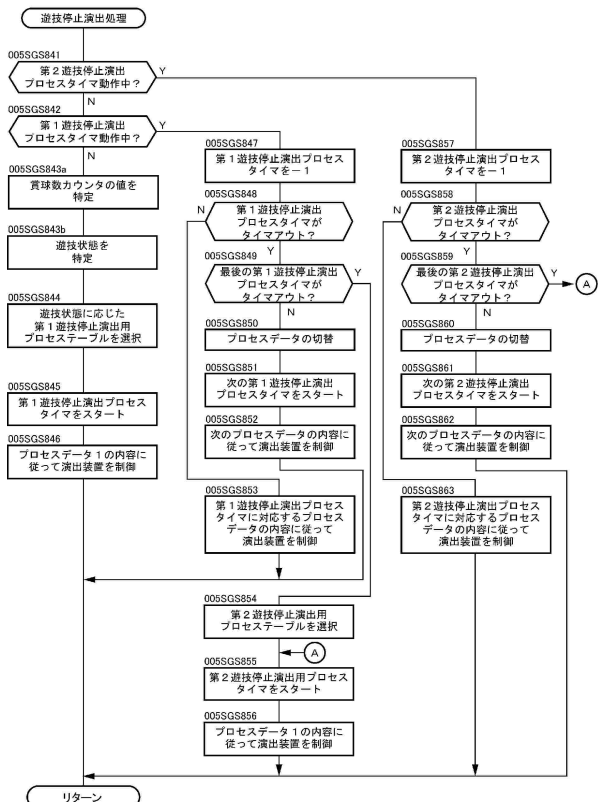 遊技停止演出処理
005SGS841
第２遊技停止演出
プロセスタイマ動作中？
Y
N
005SGS842
第１遊技停止演出
プロセスタイマ動作中？
Y
N
005SGS843a
賞球数カウンタの値を
特定
005SGS843b
遊技状態を
特定
005SGS844
遊技状態に応じた
第１遊技停止演出用
プロセステーブルを選択
005SGS845
第１遊技停止演出プロセス
タイマをスタート
005SGS846
プロセスデータ１の内容に
従って演出装置を制御
005SGS847
第１遊技停止演出プロセス
タイマを－１
005SGS848
N
第１遊技停止演出
プロセスタイマが
タイマアウト？
Y
005SGS849
最後の第１遊技停止演出
プロセスタイマが
タイマアウト？
Y
N
005SGS850
プロセスデータの切替
005SGS851
次の第１遊技停止演出
プロセスタイマをスタート
005SGS852
次のプロセスデータの内容に
従って演出装置を制御
005SGS853
第１遊技停止演出プロセス
タイマに対応するプロセス
データの内容に従って
演出装置を制御
005SGS854
第２遊技停止演出用
プロセステーブルを選択
A
005SGS855
第２遊技停止演出用プロセス
タイマをスタート
005SGS856
プロセスデータ１の内容に
従って演出装置を制御
005SGS857
第２遊技停止演出プロセス
タイマを－１
005SGS858
N
第２遊技停止演出
プロセスタイマが
タイマアウト？
Y
005SGS859
最後の第２遊技停止演出
プロセスタイマが
タイマアウト？
Y
A
N
005SGS860
プロセスデータの切替
005SGS861
次の第２遊技停止演出
プロセスタイマをスタート
005SGS862
次のプロセスデータの内容に
従って演出装置を制御
005SGS863
第２遊技停止演出プロセス
タイマに対応するプロセス
データの内容に従って
演出装置を制御
リターン